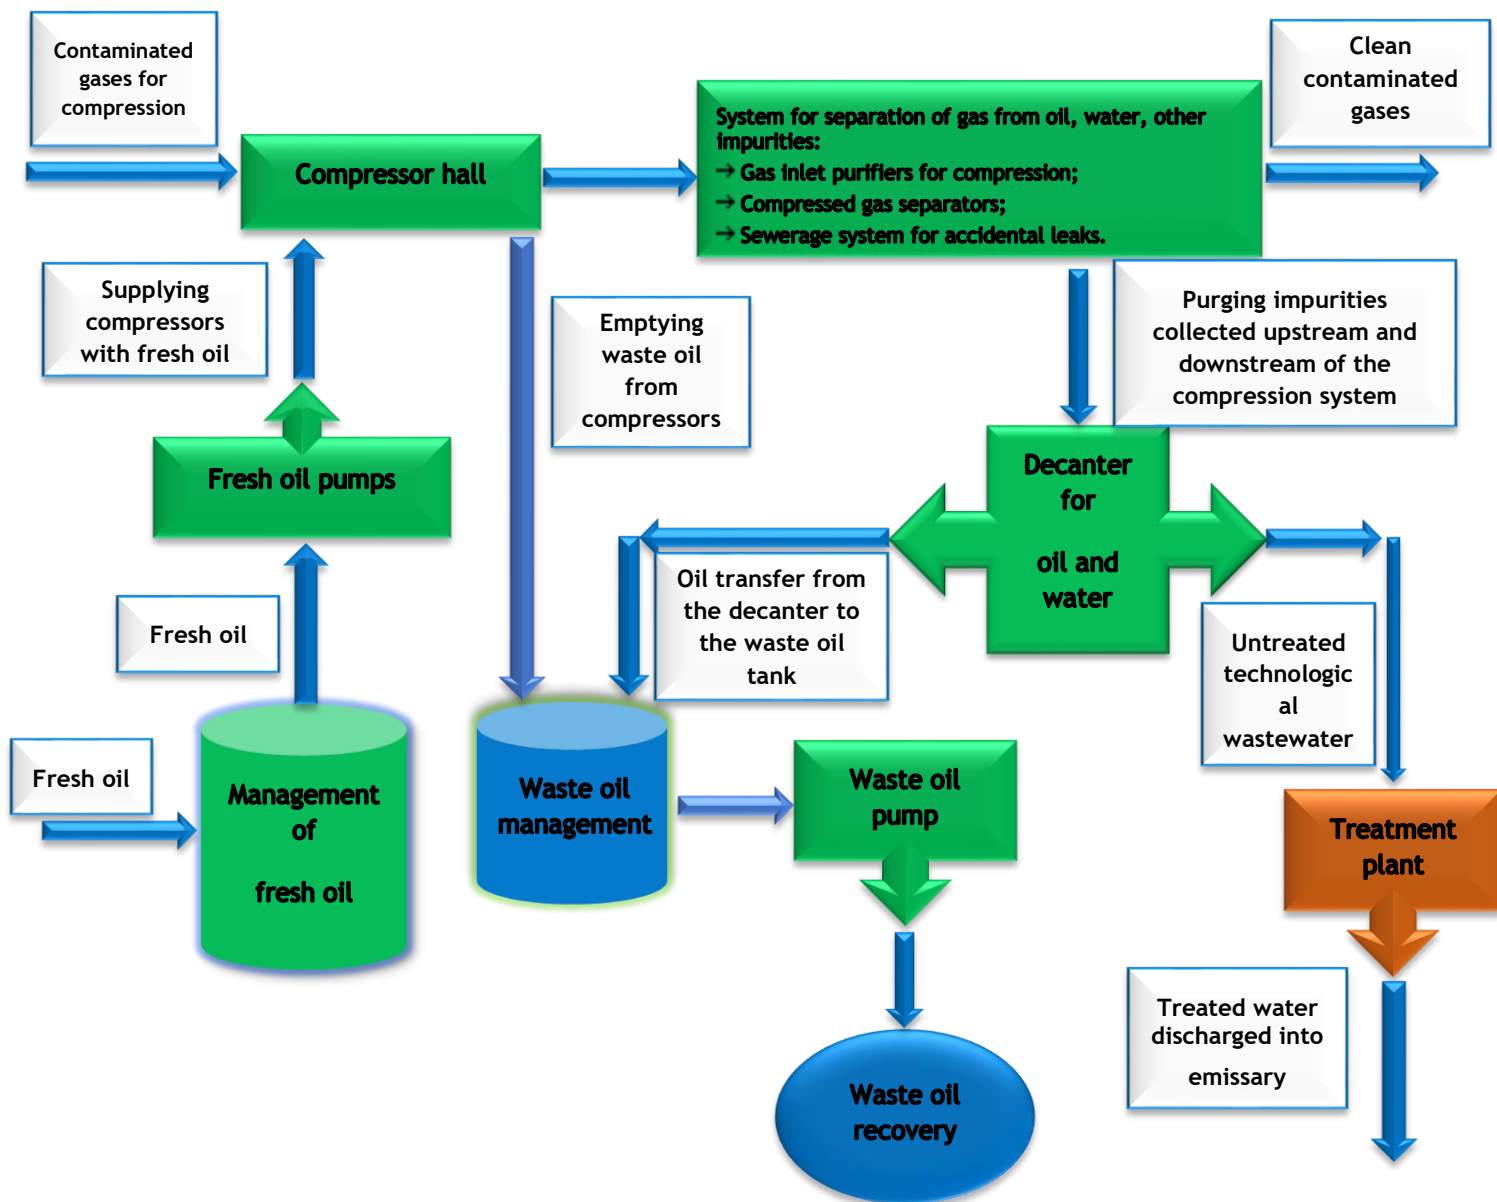 Contaminated
gases for
compression
Clean
contaminated
gases
System for separation of gas from oil, water, other
impurities:
→ Gas inlet purifiers for compression;
→ Compressed gas separators;
→ Sewerage system for accidental leaks.
Compressor hall
Supplying
compressors
with fresh oil
Emptying
waste oil
from
compressors
Purging impurities
collected upstream and
downstream of the
compression system
Fresh oil pumps
Decanter
for
oil and
water
Oil transfer from
the decanter to
the waste oil
tank
Fresh oil
Untreated
technologic
al
wastewater
Fresh oil
Management
of
fresh oil
Waste oil
management
Waste oil
pump
Treatment
plant
Treated water
discharged into
emissary
Waste oil
recovery